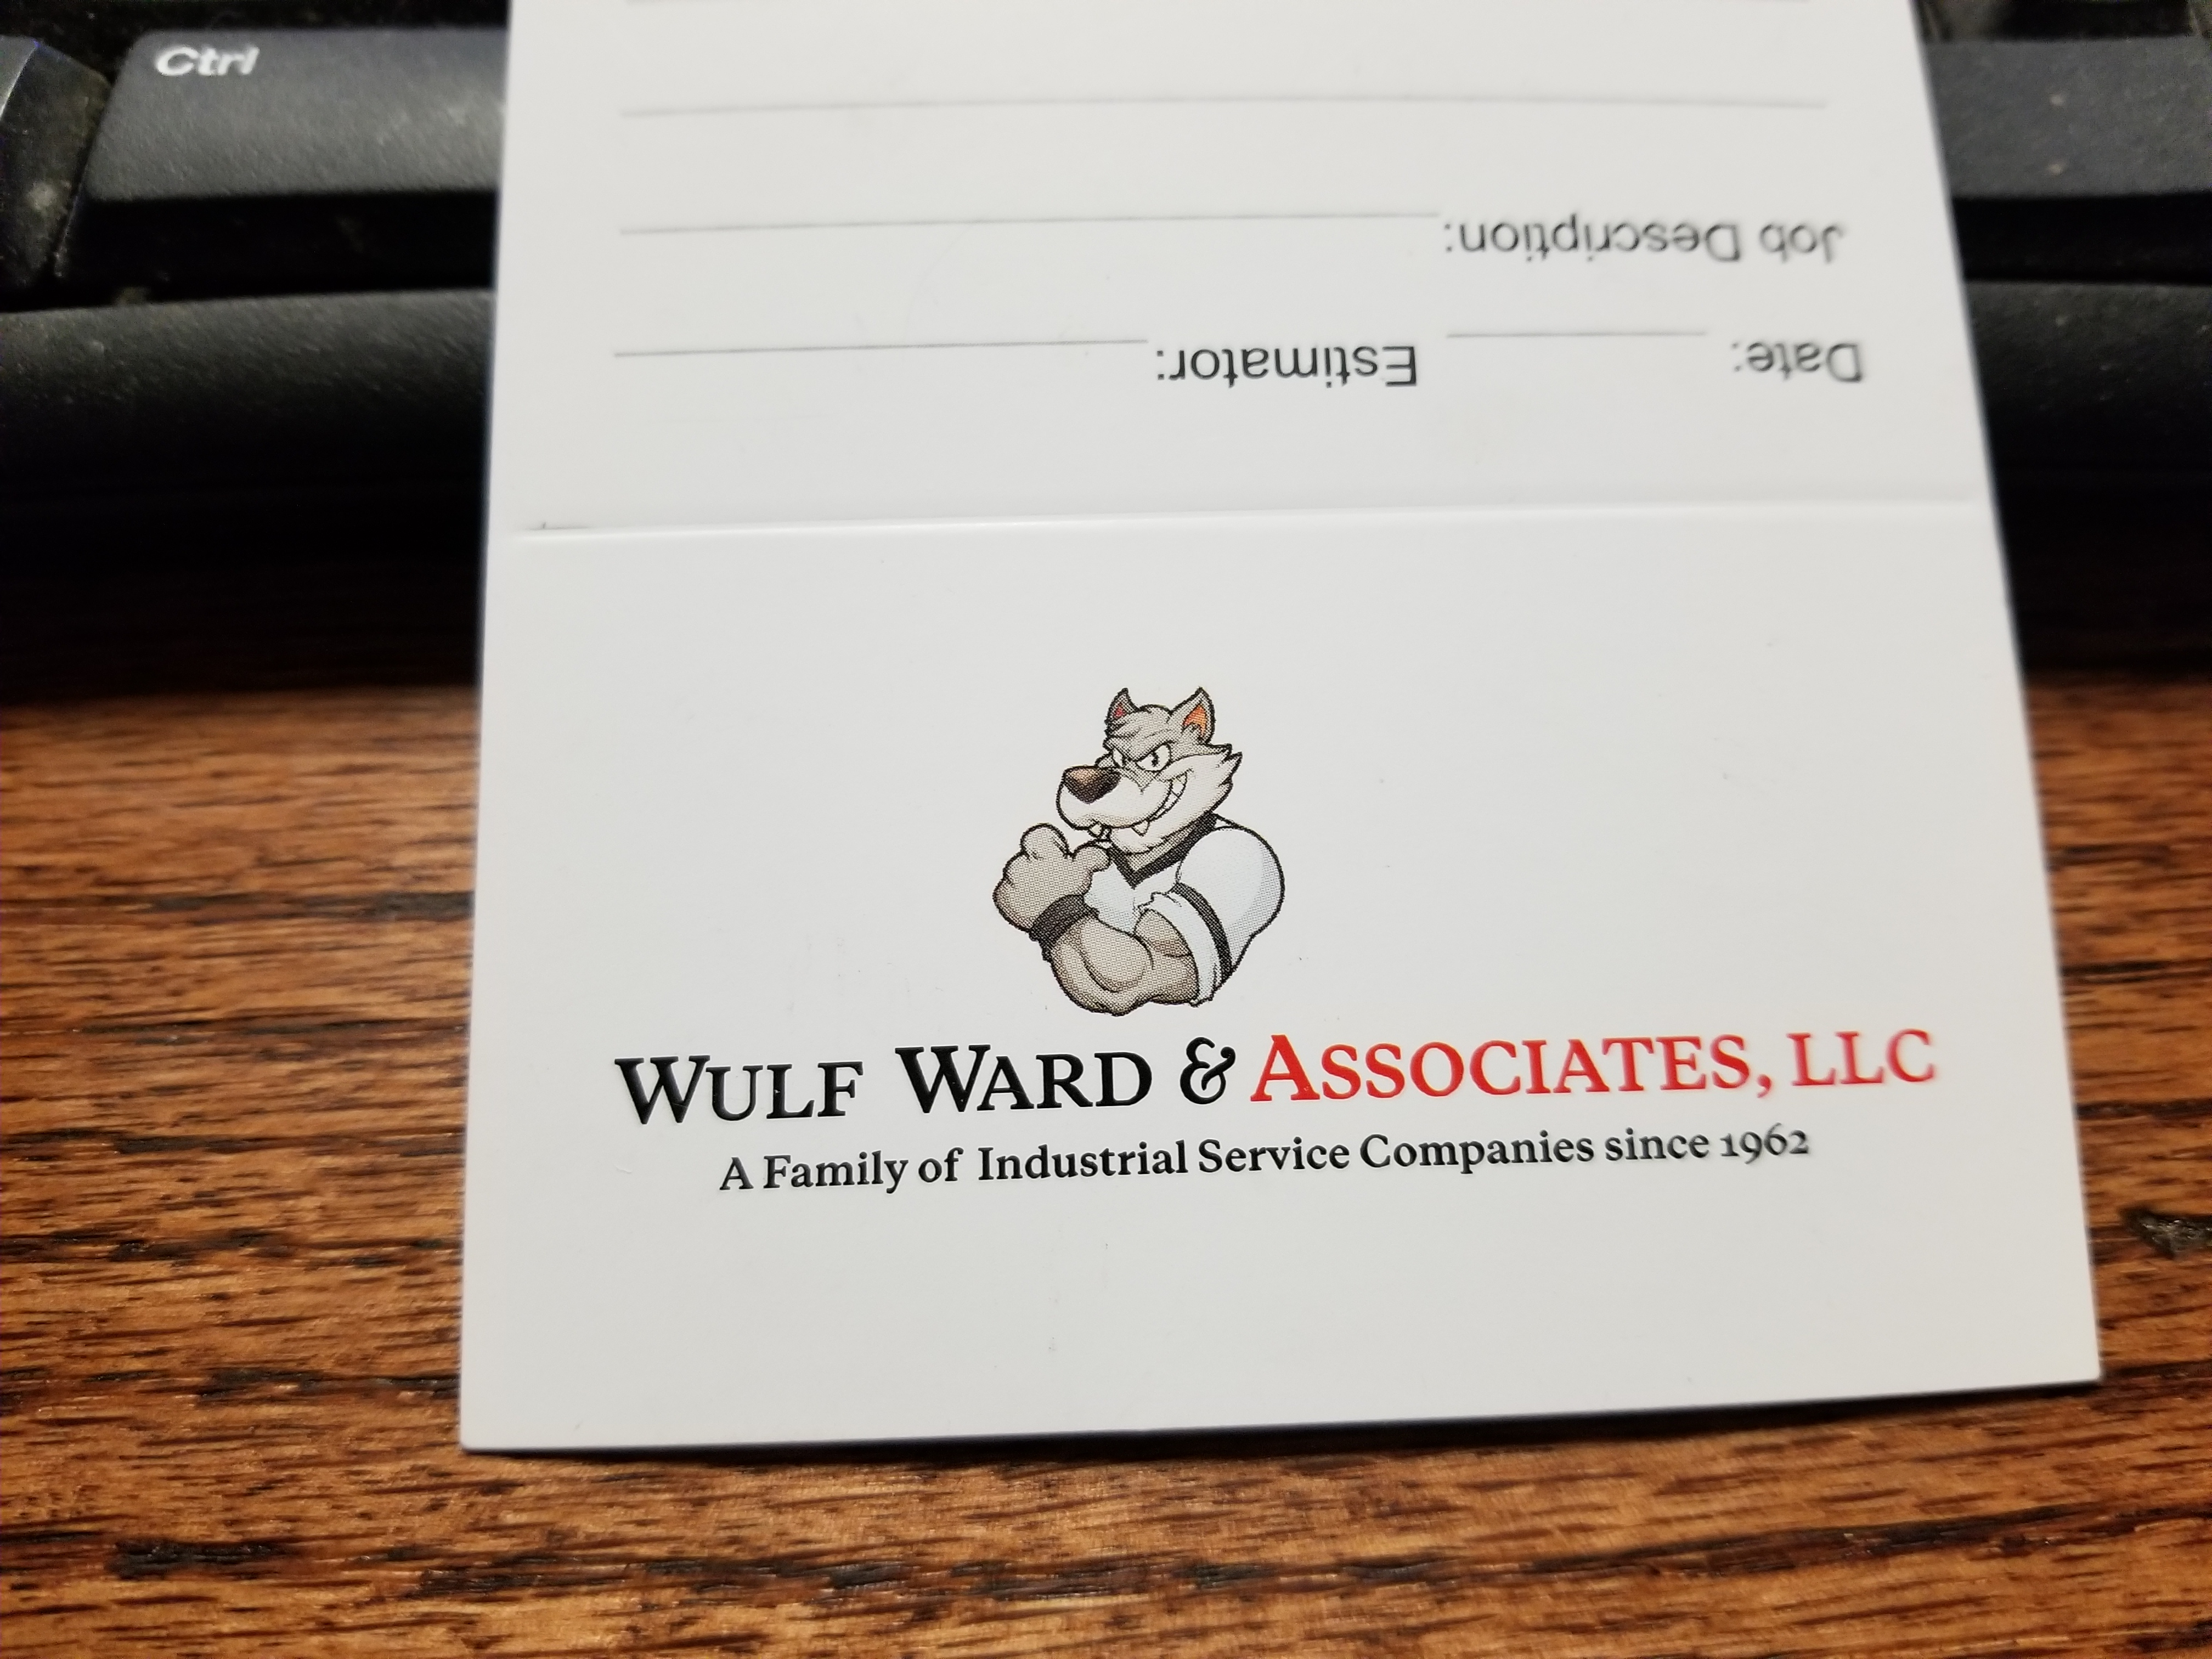 Ctrl
Job Description:
Date: Estimator:
WULF WARD & ASSOCIATES, LLC
A Family of Industrial Service Companies since 1962